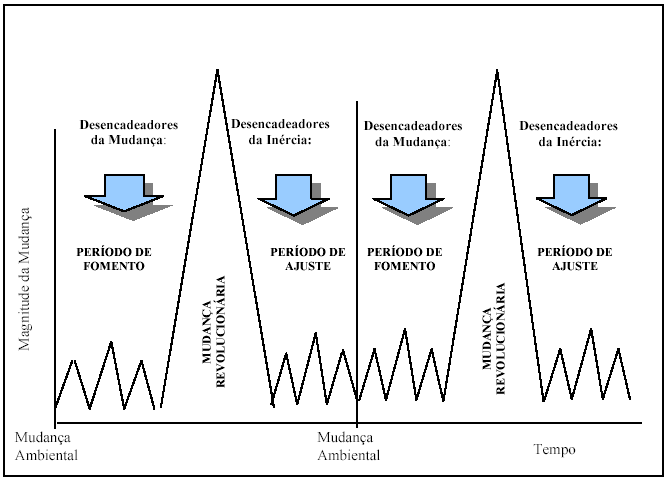 Desencadeadores
da Mudança:
Desencadeadores
da Inércia:
Desencadeadores
da Mudança:
Desencadeadores
da Inércia:
PERÍODO DE
FOMENTO
PERÍODO DE
AJUSTE
PERÍODO DE
FOMENTO
PERÍODO DE
AJUSTE
MUDANÇA
REVOLUCIONÁRIA
MUDANÇA
REVOLUCIONÁRIA
Magnitude da Mudança
Mudança
Ambiental
Mudança
Ambiental
Tempo